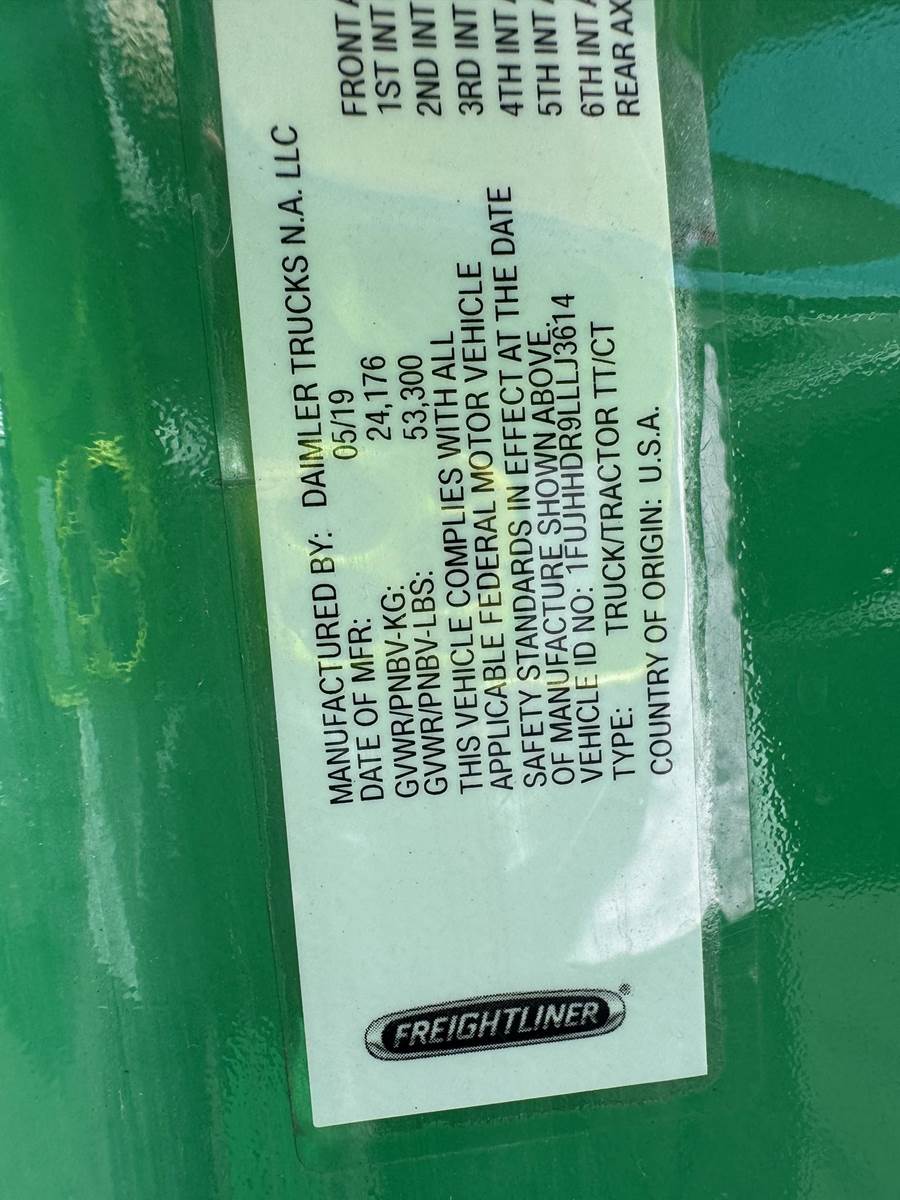 FREIGHTLINER®
MANUFACTURED BY: DAIMLER TRUCKS N.A. LLC
DATE OF MFR: 05/19
GVWR/PNBV-KG: 24,176
GVWR/PNBV-LBS: 53,300
THIS VEHICLE COMPLIES WITH ALL
APPLICABLE FEDERAL MOTOR VEHICLE
SAFETY STANDARDS IN EFFECT AT THE DATE
OF MANUFACTURE SHOWN ABOVE.
VEHICLE ID NO: 1FUJHHDR9LLLJ3614
TYPE: TRUCK/TRACTOR TT/CT
COUNTRY OF ORIGIN: U.S.A.
FRONT A
1ST INT
2ND INT
3RD INT
4TH INT A
5TH INT A
6TH INT A
REAR AX